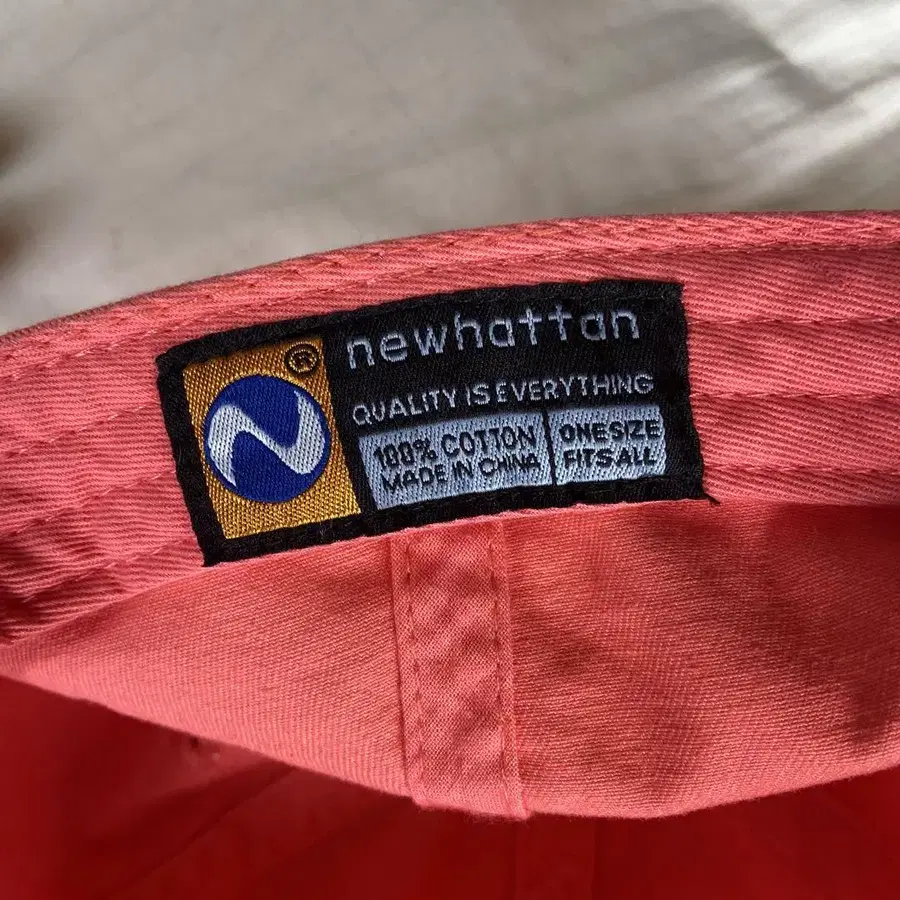 ®
newhattan
QUALITY IS EVERYTHING
100% COTTON
MADE IN CHINA
ONE SIZE
FITS ALL